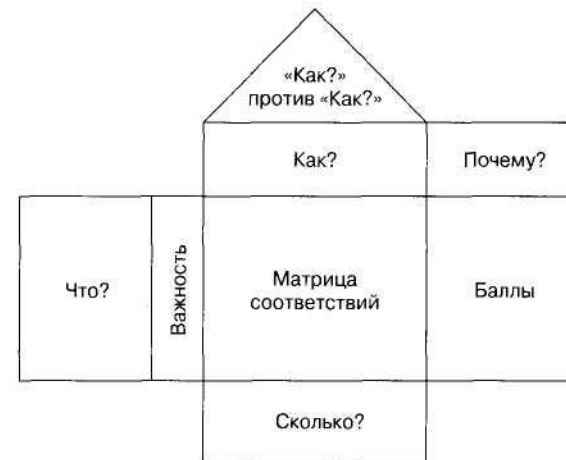 «Как?»
против «Как?»
Как?
Почему?
Что?
Важность
Матрица
соответствий
Баллы
Сколько?